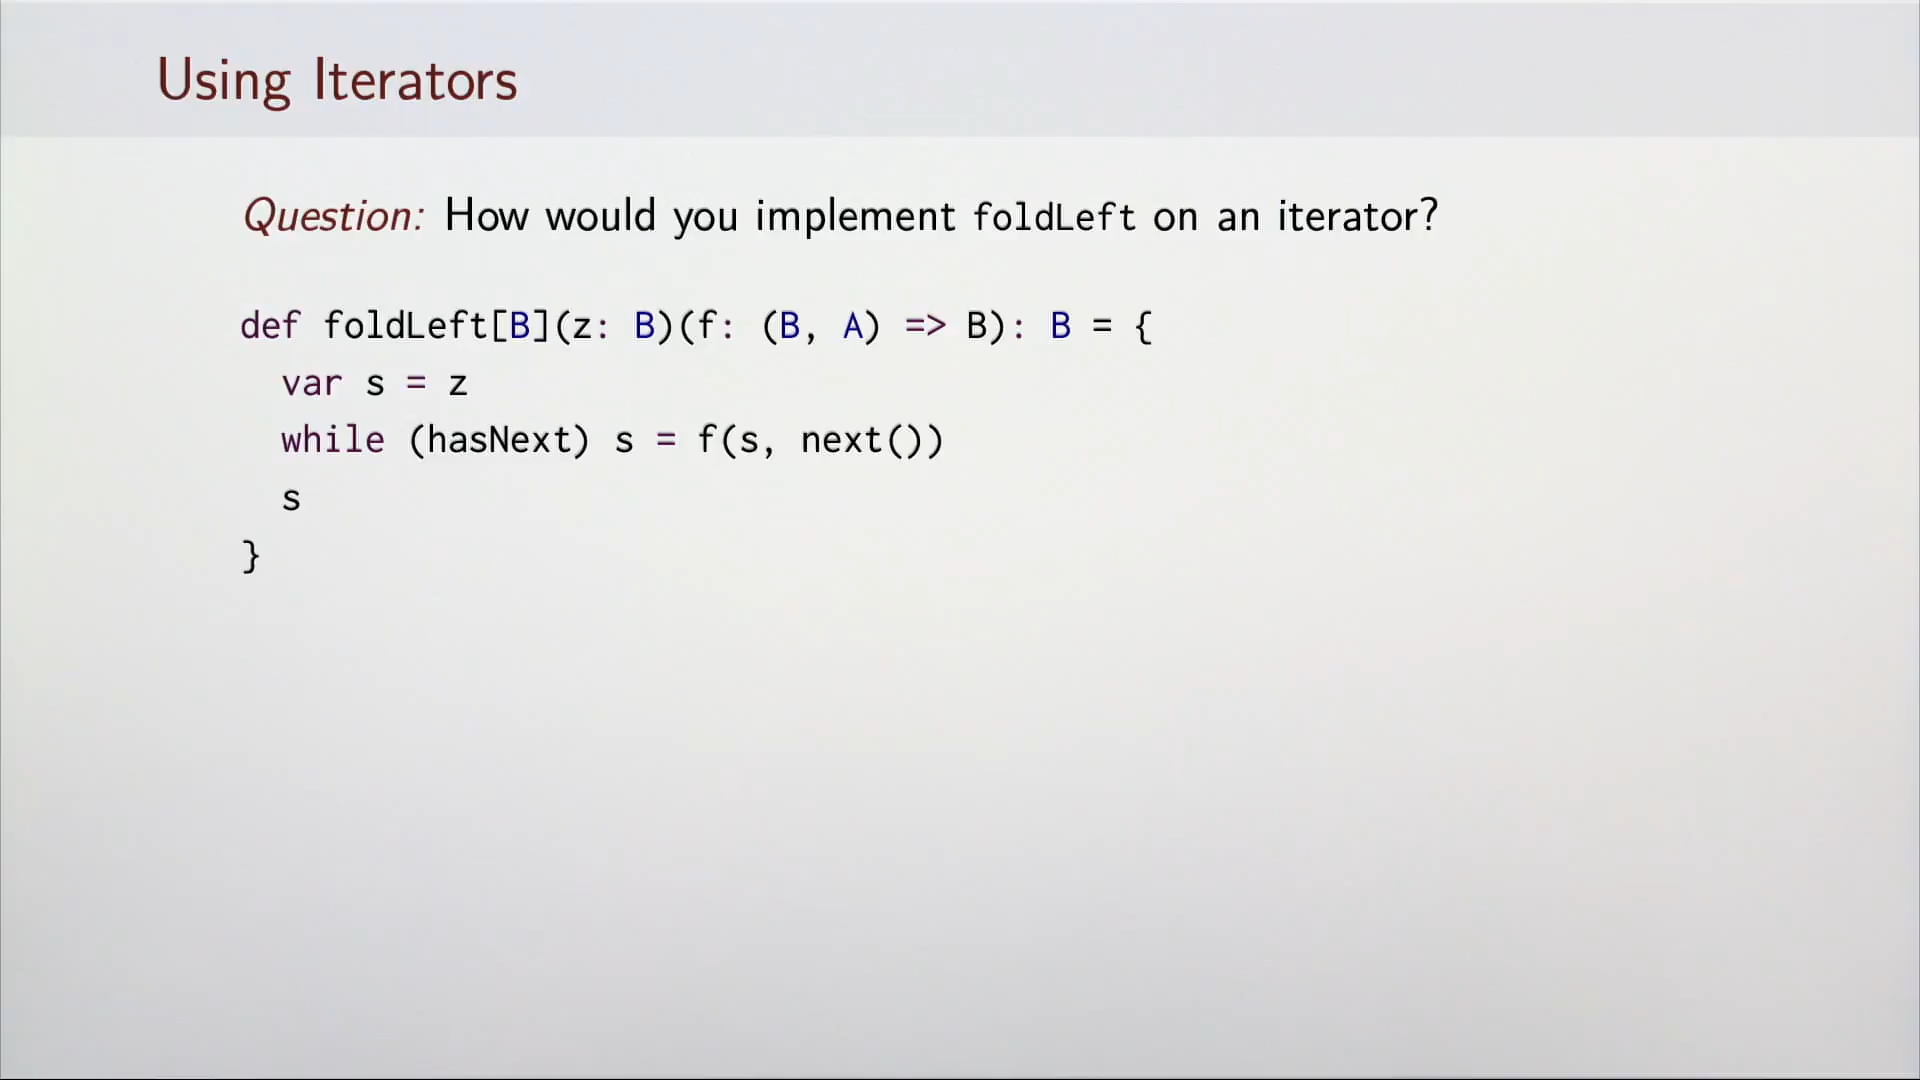 Using Iterators
Question: How would you implement foldLeft on an iterator?
def foldLeft[B](z: B)(f: (B, A) => B): B = {
  var s = z
  while (hasNext) s = f(s, next())
  s
}